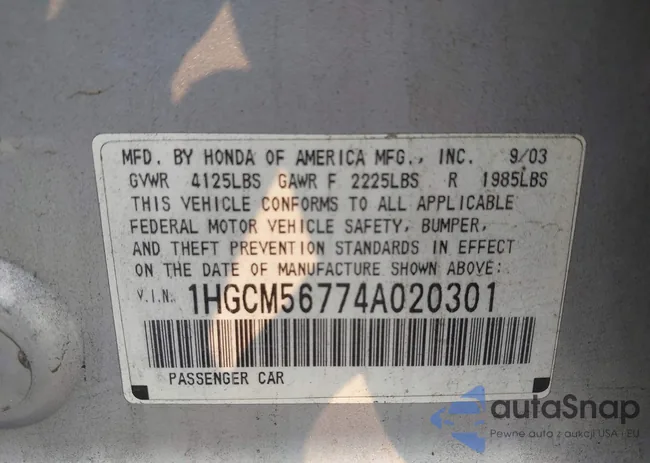 MFD. BY HONDA OF AMERICA MFG., INC. 9/03
GVWR 4125LBS GAWR F 2225LBS R 1985LBS
THIS VEHICLE CONFORMS TO ALL APPLICABLE
FEDERAL MOTOR VEHICLE SAFETY, BUMPER,
AND THEFT PREVENTION STANDARDS IN EFFECT
ON THE DATE OF MANUFACTURE SHOWN ABOVE:
V.I.N. 1HGCM56774A020301
PASSENGER CAR
autaSnap
Pewne auto z aukcji USA - EU